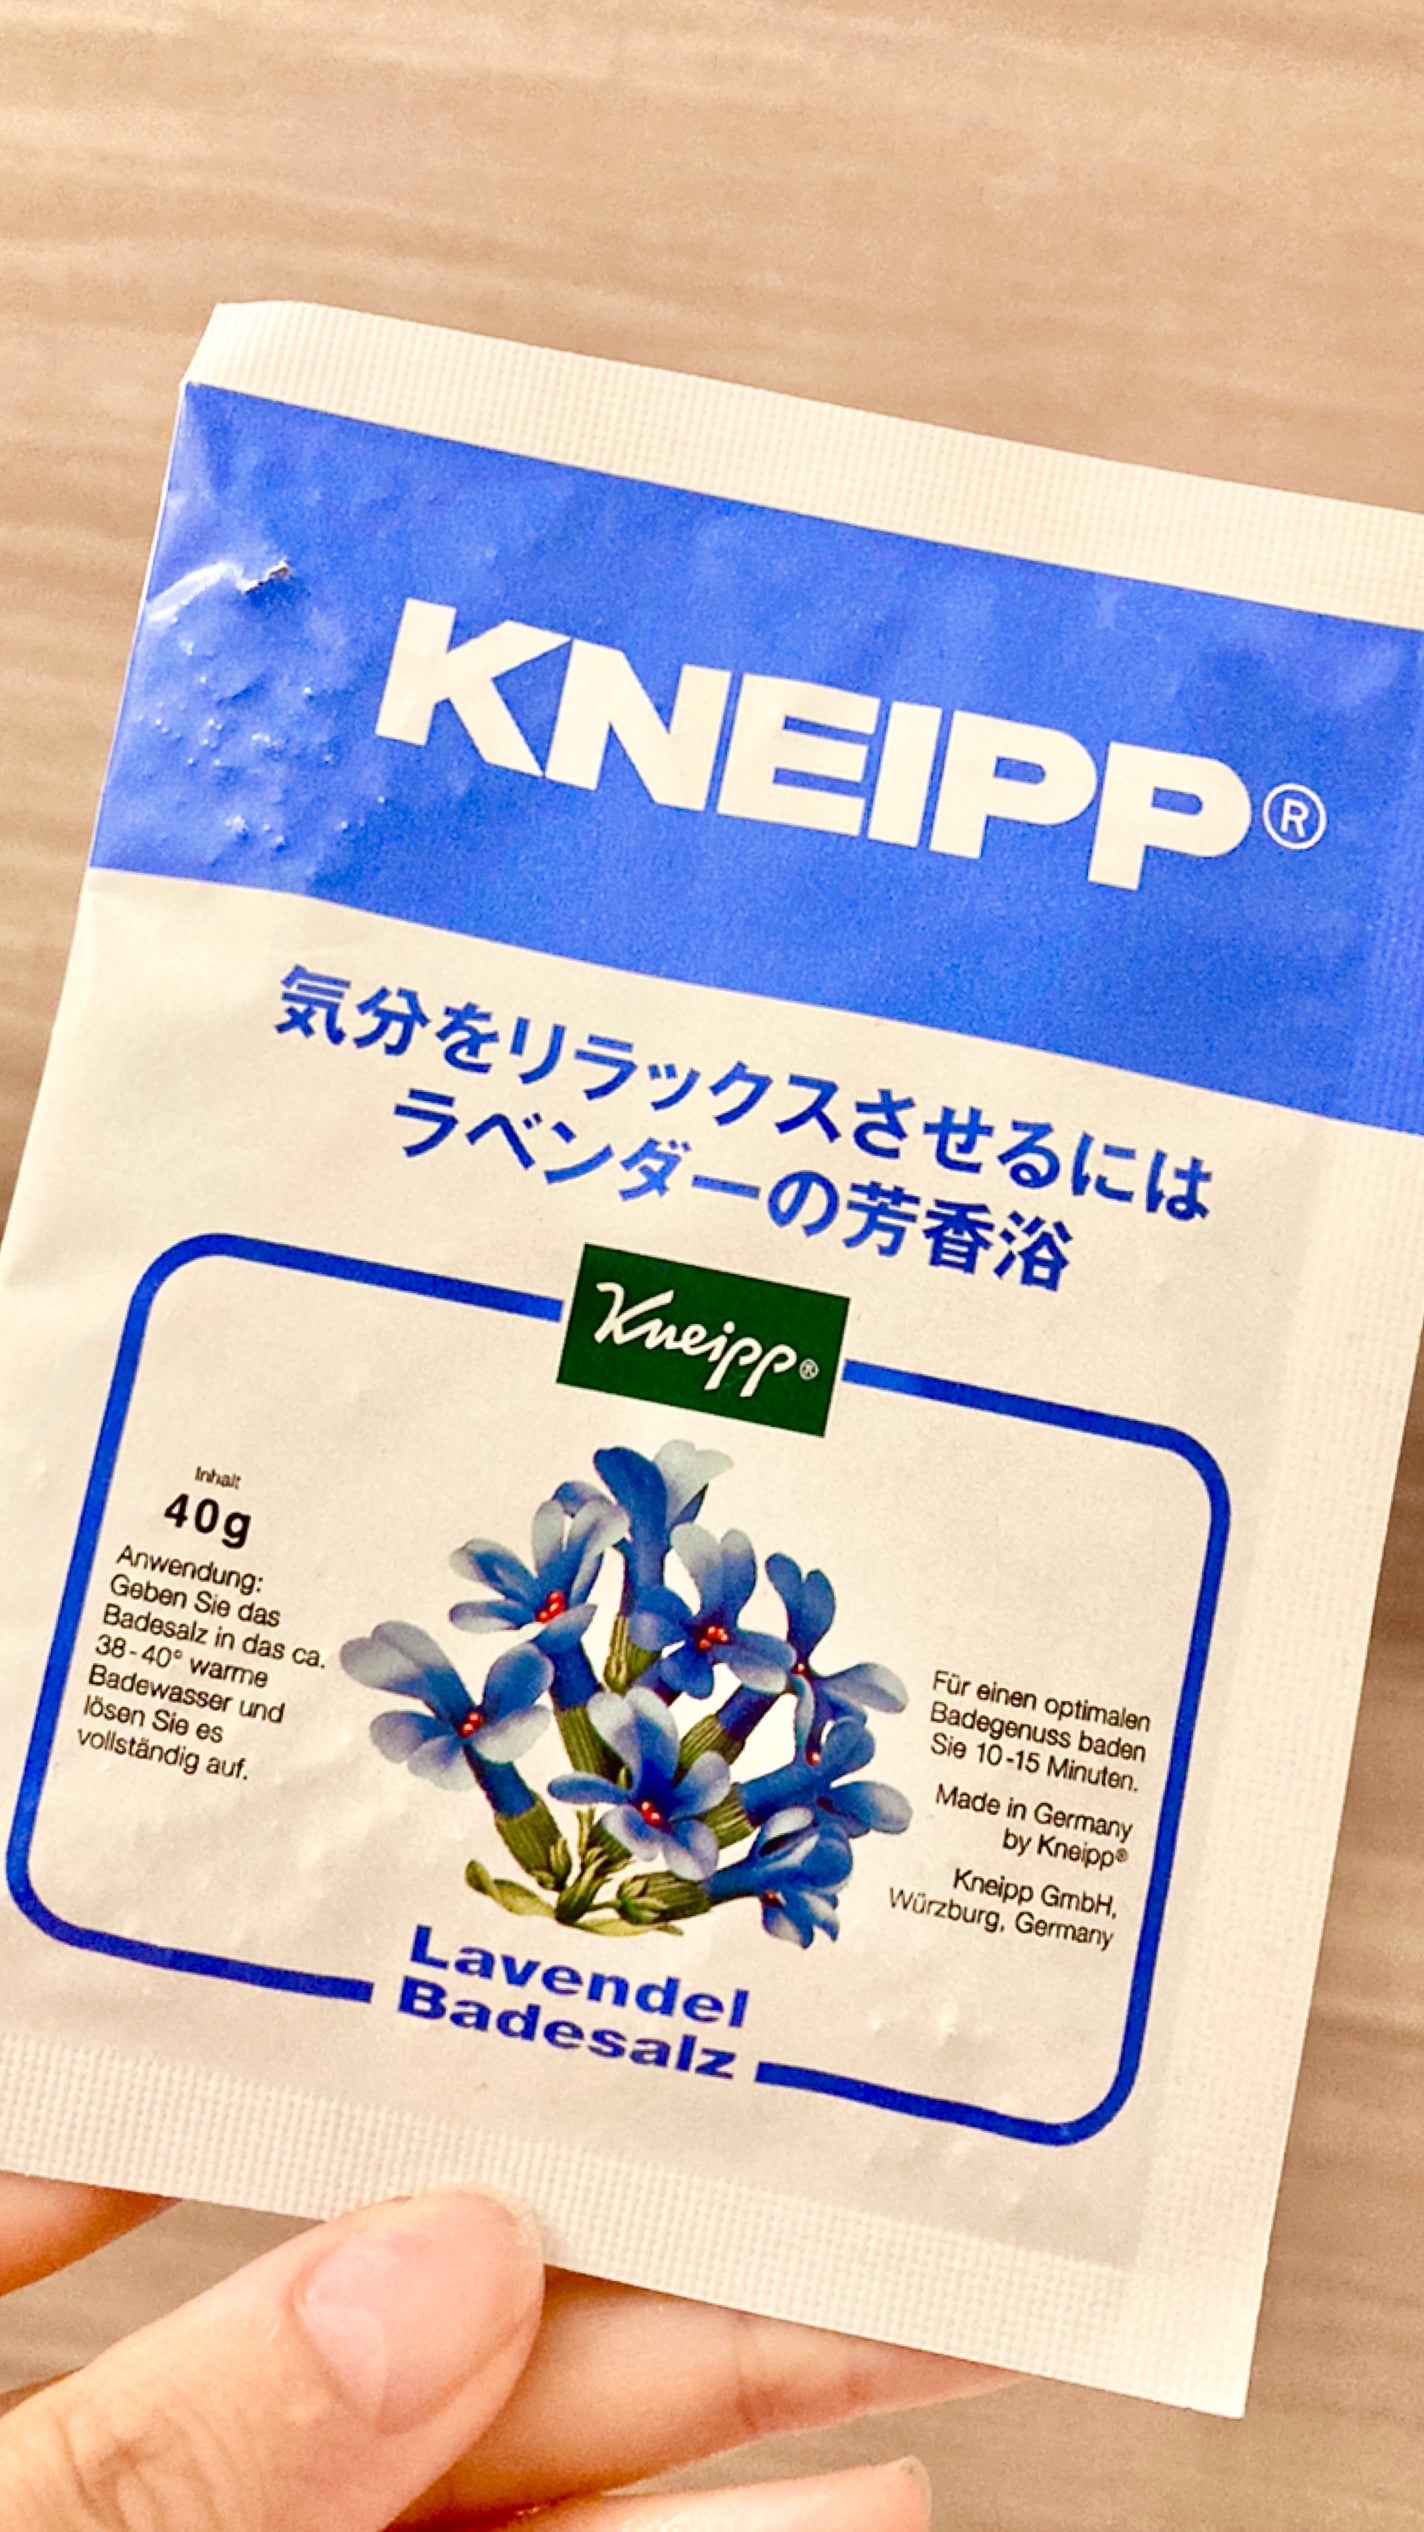 KNEIPP®
気分をリラックスさせるには
ラベンダーの芳香浴
Kneipp®
Inhalt
40g
Anwendung:
Geben Sie das
Badesalz in das ca.
38-40° warme
Badewasser und
lösen Sie es
vollständig auf.
Für einen optimalen
Badegenuss baden
Sie 10-15 Minuten.
Made in Germany
by Kneipp®
Kneipp GmbH,
Würzburg, Germany
Lavendel
Badesalz